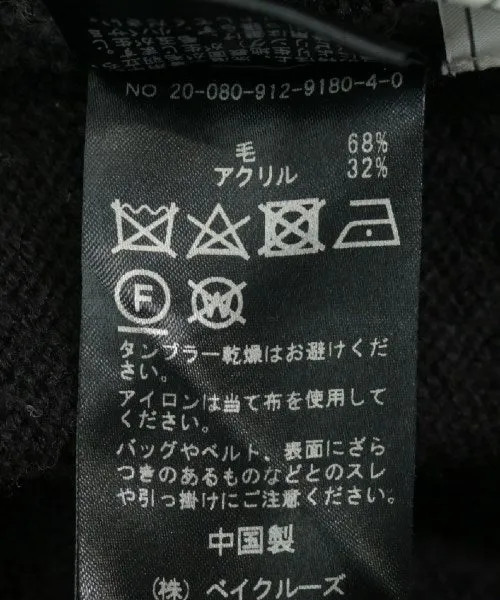 NO 20-080-912-9180-4-0
毛 68%
アクリル 32%
F
W
タンブラー乾燥はお避けくだ
さい。
アイロンは当て布を使用して
ください。
バッグやベルト、表面にざら
つきのあるものなどとのスレ
や引っ掛けにご注意ください。
中国製
(株) ベイクルーズ